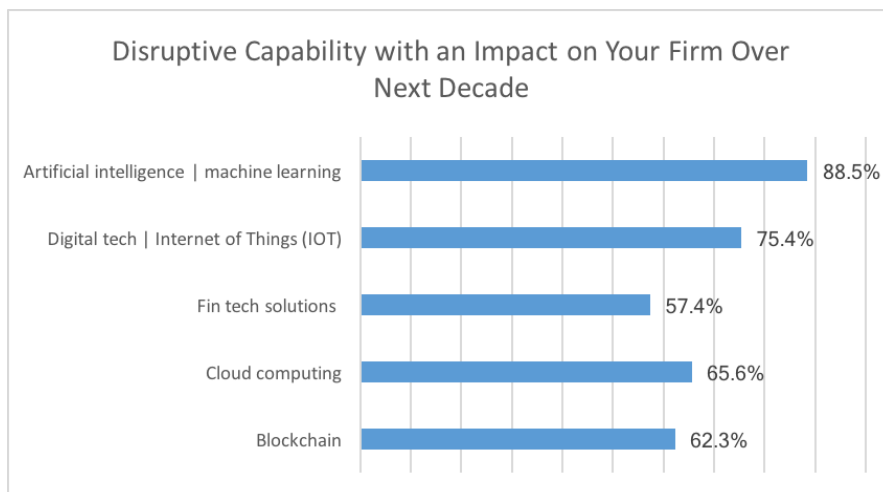 Disruptive Capability with an Impact on Your Firm Over
Next Decade
Artificial intelligence | machine learning
88.5%
Digital tech | Internet of Things (IOT)
75.4%
Fin tech solutions
57.4%
Cloud computing
65.6%
Blockchain
62.3%